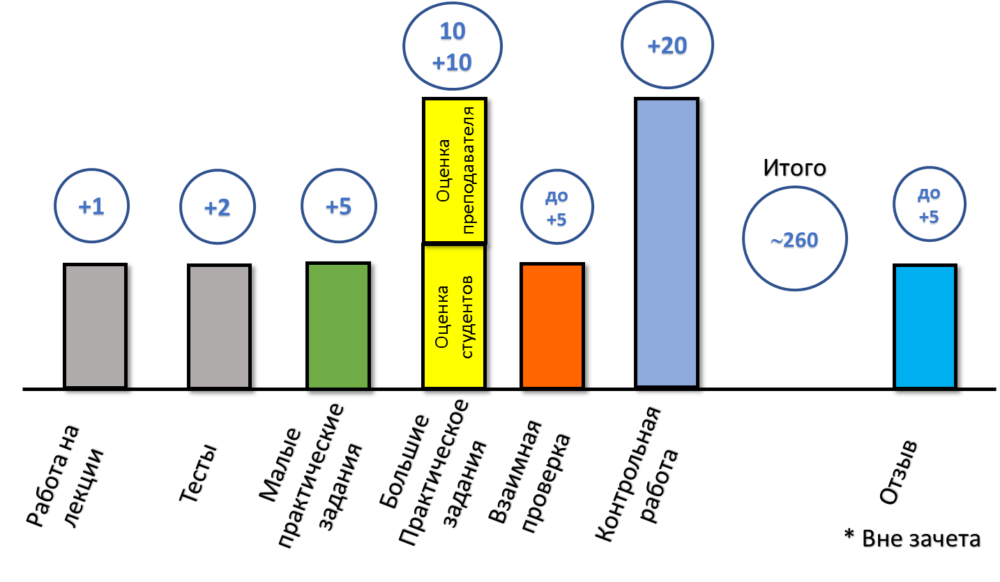 10
+10
+20
+1
+2
+5
до
+5
Итого
~260
до
+5
Оценка
преподавателя
Оценка
студентов
Работа на
лекции
Тесты
Малые
практические
задания
Большие
Практическое
задания
Взаимная
проверка
Контрольная
работа
Отзыв
* Вне зачета